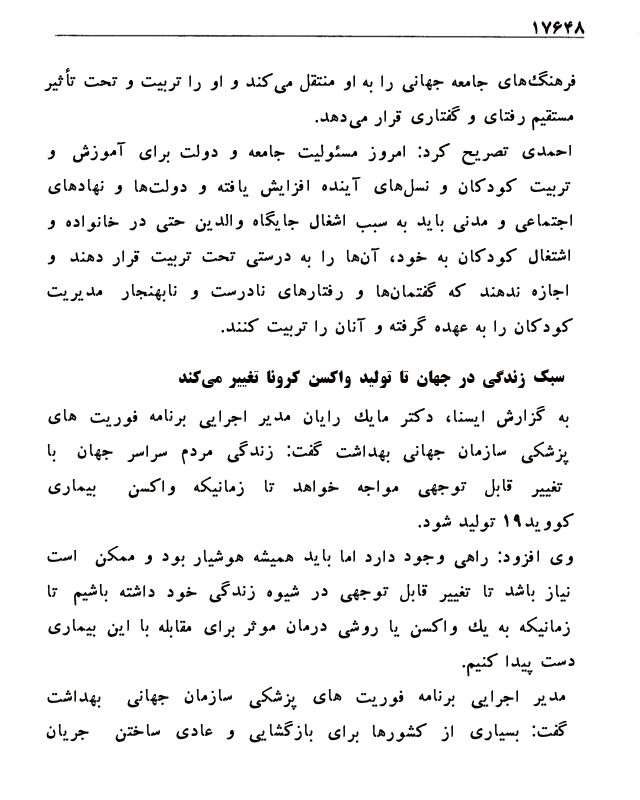 ۱۷۶۴۸
فرهنگ‌های جامعه جهانی را به او منتقل می‌کند و او را تربیت و تحت تأثیر
مستقیم رفتای و گفتاری قرار می‌دهد.
احمدی تصریح کرد: امروز مسئولیت جامعه و دولت برای آموزش و
تربیت کودکان و نسل‌های آینده افزایش یافته و دولت‌ها و نهادهای
اجتماعی و مدنی باید به سبب اشغال جایگاه والدین حتی در خانواده و
اشتغال کودکان به خود، آن‌ها را به درستی تحت تربیت قرار دهند و
اجازه ندهند که گفتمان‌ها و رفتارهای نادرست و نابهنجار مدیریت
کودکان را به عهده گرفته و آنان را تربیت کنند.
سبک زندگی در جهان تا تولید واکسن کرونا تغییر می‌کند
به گزارش ایسنا، دکتر مایك رایان مدیر اجرایی برنامه فوریت های
پزشکی سازمان جهانی بهداشت گفت: زندگی مردم سراسر جهان با
تغییر قابل توجهی مواجه خواهد تا زمانیکه واکسن بیماری
کووید۱۹ تولید شود.
وی افزود: راهی وجود دارد اما باید همیشه هوشیار بود و ممکن است
نیاز باشد تا تغییر قابل توجهی در شیوه زندگی خود داشته باشیم تا
زمانیکه به یك واکسن یا روشی درمان موثر برای مقابله با این بیماری
دست پیدا کنیم.
مدیر اجرایی برنامه فوریت های پزشکی سازمان جهانی بهداشت
گفت: بسیاری از کشورها برای بازگشایی و عادی ساختن جریان